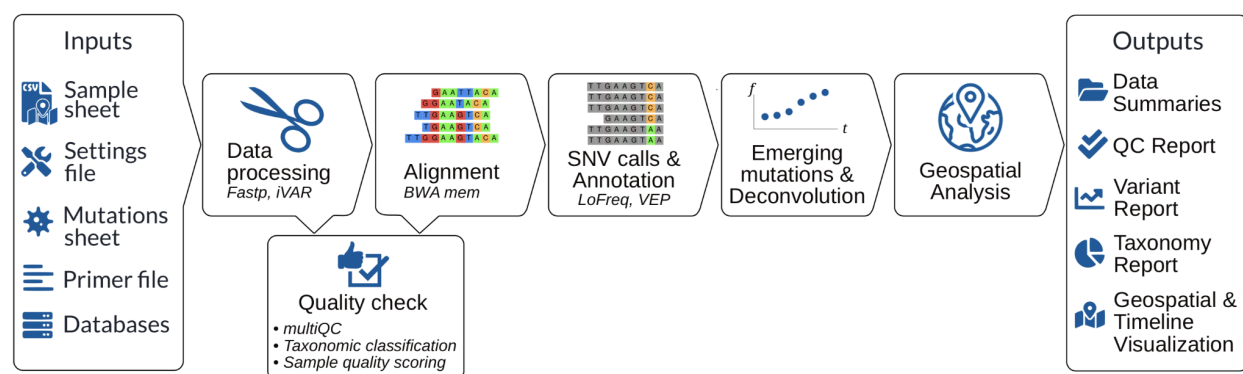 Inputs
CSV
Sample
sheet
Settings
file
Mutations
sheet
Primer file
Databases
Data
processing
Fastp, iVAR
GAATTACA
GGAATACA
TTGAAGTCA
TGAAGTCA
TTGGAAGTACA
Alignment
BWA mem
Quality check
• multiQC
• Taxonomic classification
• Sample quality scoring
TTGAAGTCA
TTGAAGTCA
TTGAAGTCA
GAAGTCA
TTGAAGTAA
TTGAAGTAA
SNV calls &
Annotation
LoFreq, VEP
f
t
Emerging
mutations &
Deconvolution
Geospatial
Analysis
Outputs
Data
Summaries
QC Report
Variant
Report
Taxonomy
Report
Geospatial &
Timeline
Visualization